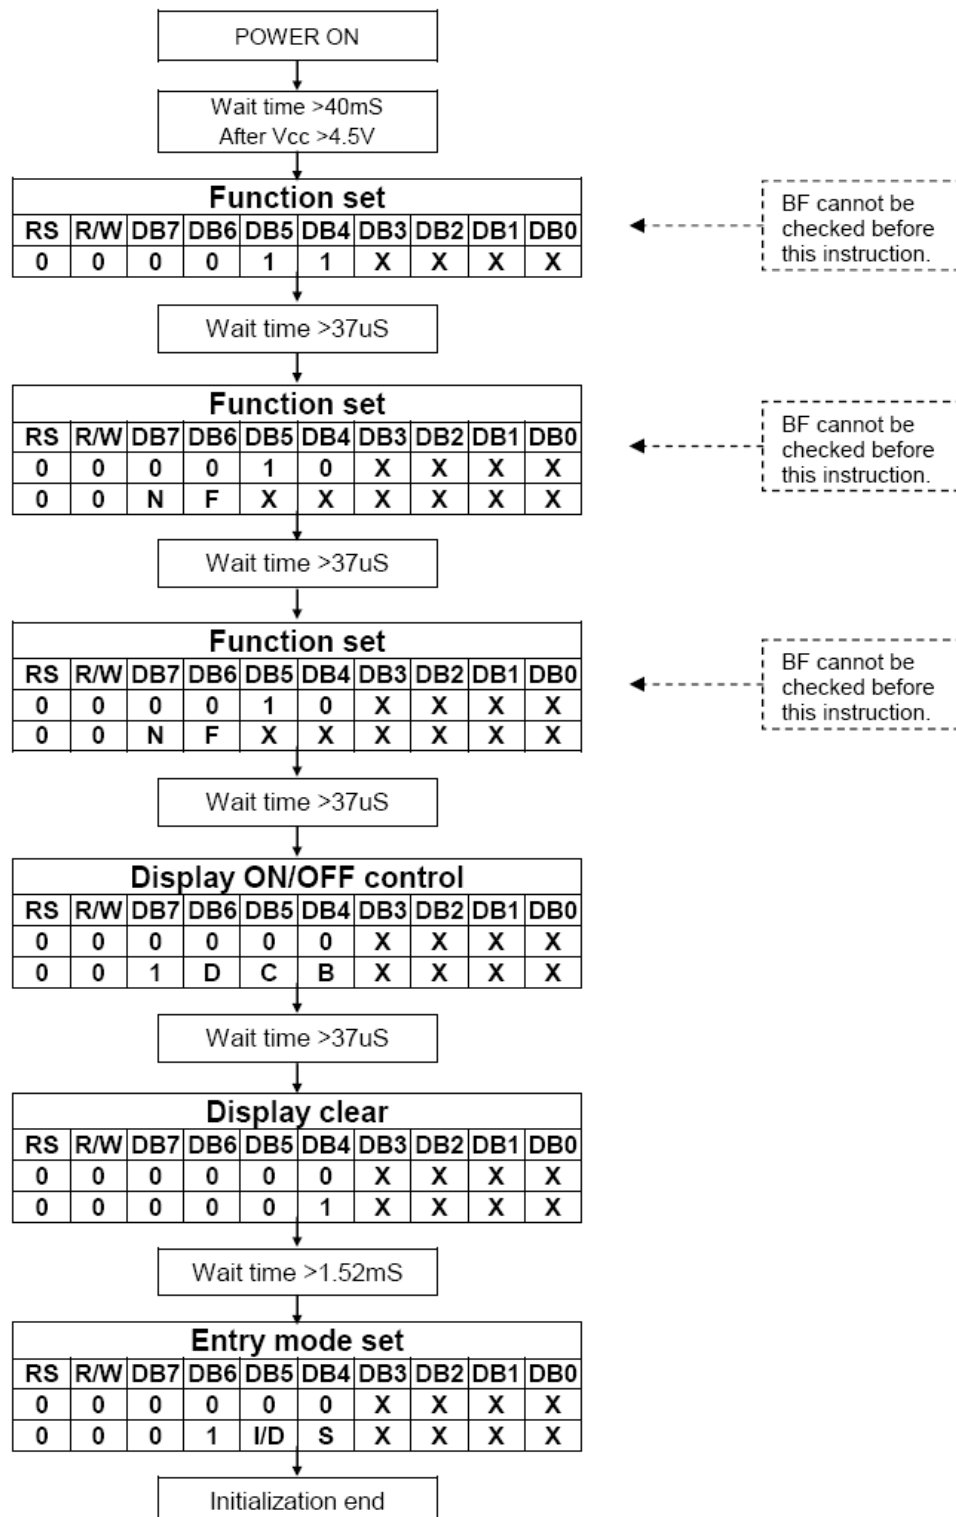 POWER ON
Wait time >40mS
After Vcc >4.5V
Function set
RS R/W DB7 DB6 DB5 DB4 DB3 DB2 DB1 DB0
0 0 0 0 1 1 X X X X
BF cannot be
checked before
this instruction.
Wait time >37uS
Function set
RS R/W DB7 DB6 DB5 DB4 DB3 DB2 DB1 DB0
0 0 0 0 1 0 X X X X
0 0 N F X X X X X X
BF cannot be
checked before
this instruction.
Wait time >37uS
Function set
RS R/W DB7 DB6 DB5 DB4 DB3 DB2 DB1 DB0
0 0 0 0 1 0 X X X X
0 0 N F X X X X X X
BF cannot be
checked before
this instruction.
Wait time >37uS
Display ON/OFF control
RS R/W DB7 DB6 DB5 DB4 DB3 DB2 DB1 DB0
0 0 0 0 0 0 X X X X
0 0 1 D C B X X X X
Wait time >37uS
Display clear
RS R/W DB7 DB6 DB5 DB4 DB3 DB2 DB1 DB0
0 0 0 0 0 0 X X X X
0 0 0 0 0 1 X X X X
Wait time >1.52mS
Entry mode set
RS R/W DB7 DB6 DB5 DB4 DB3 DB2 DB1 DB0
0 0 0 0 0 0 X X X X
0 0 0 1 I/D S X X X X
Initialization end